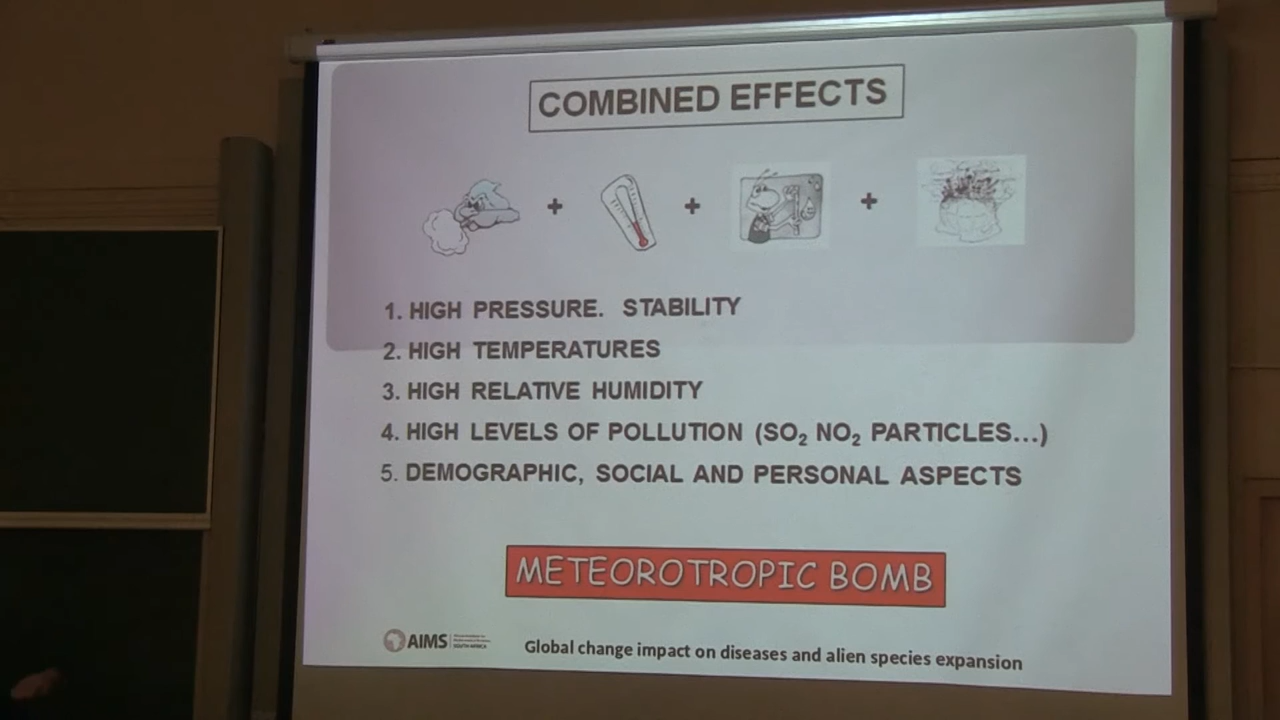 COMBINED EFFECTS
+ + +
1. HIGH PRESSURE. STABILITY
2. HIGH TEMPERATURES
3. HIGH RELATIVE HUMIDITY
4. HIGH LEVELS OF POLLUTION (SO₂ NO₂ PARTICLES...)
5. DEMOGRAPHIC, SOCIAL AND PERSONAL ASPECTS
METEOROTROPIC BOMB
AIMS
SOUTH AFRICA
Global change impact on diseases and alien species expansion